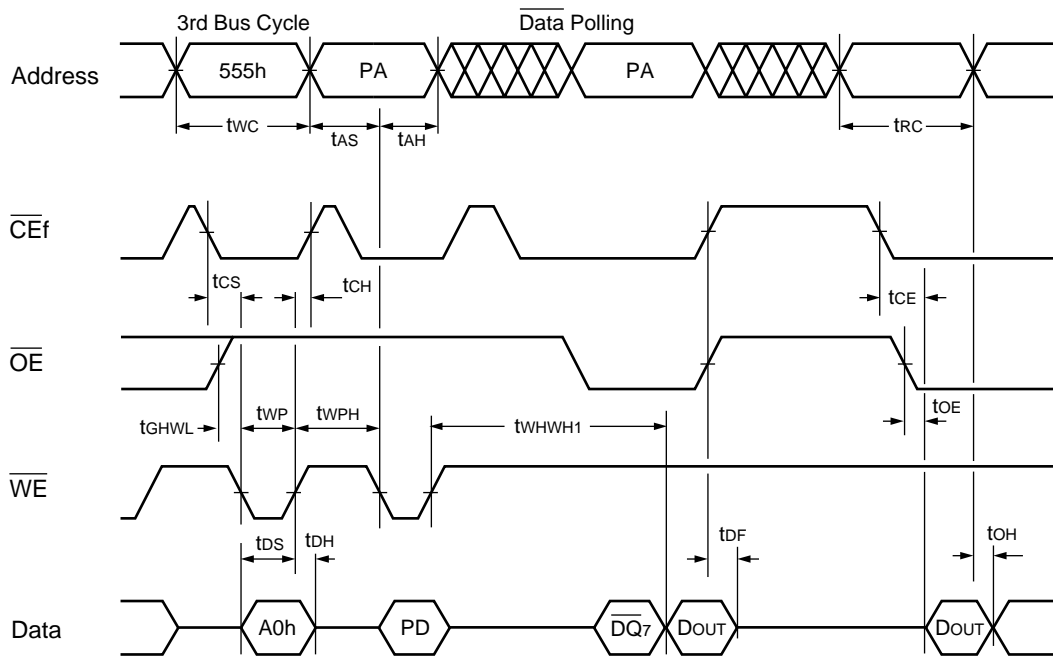 3rd Bus Cycle
Data Polling
Address
555h
PA
PA
tWC
tAS
tAH
tRC
CEf
tCS
tCH
tCE
OE
tGHWL
tWP
tWPH
tWHWH1
tOE
WE
tDS
tDH
tDF
tOH
Data
A0h
PD
DQ7
DOUT
DOUT